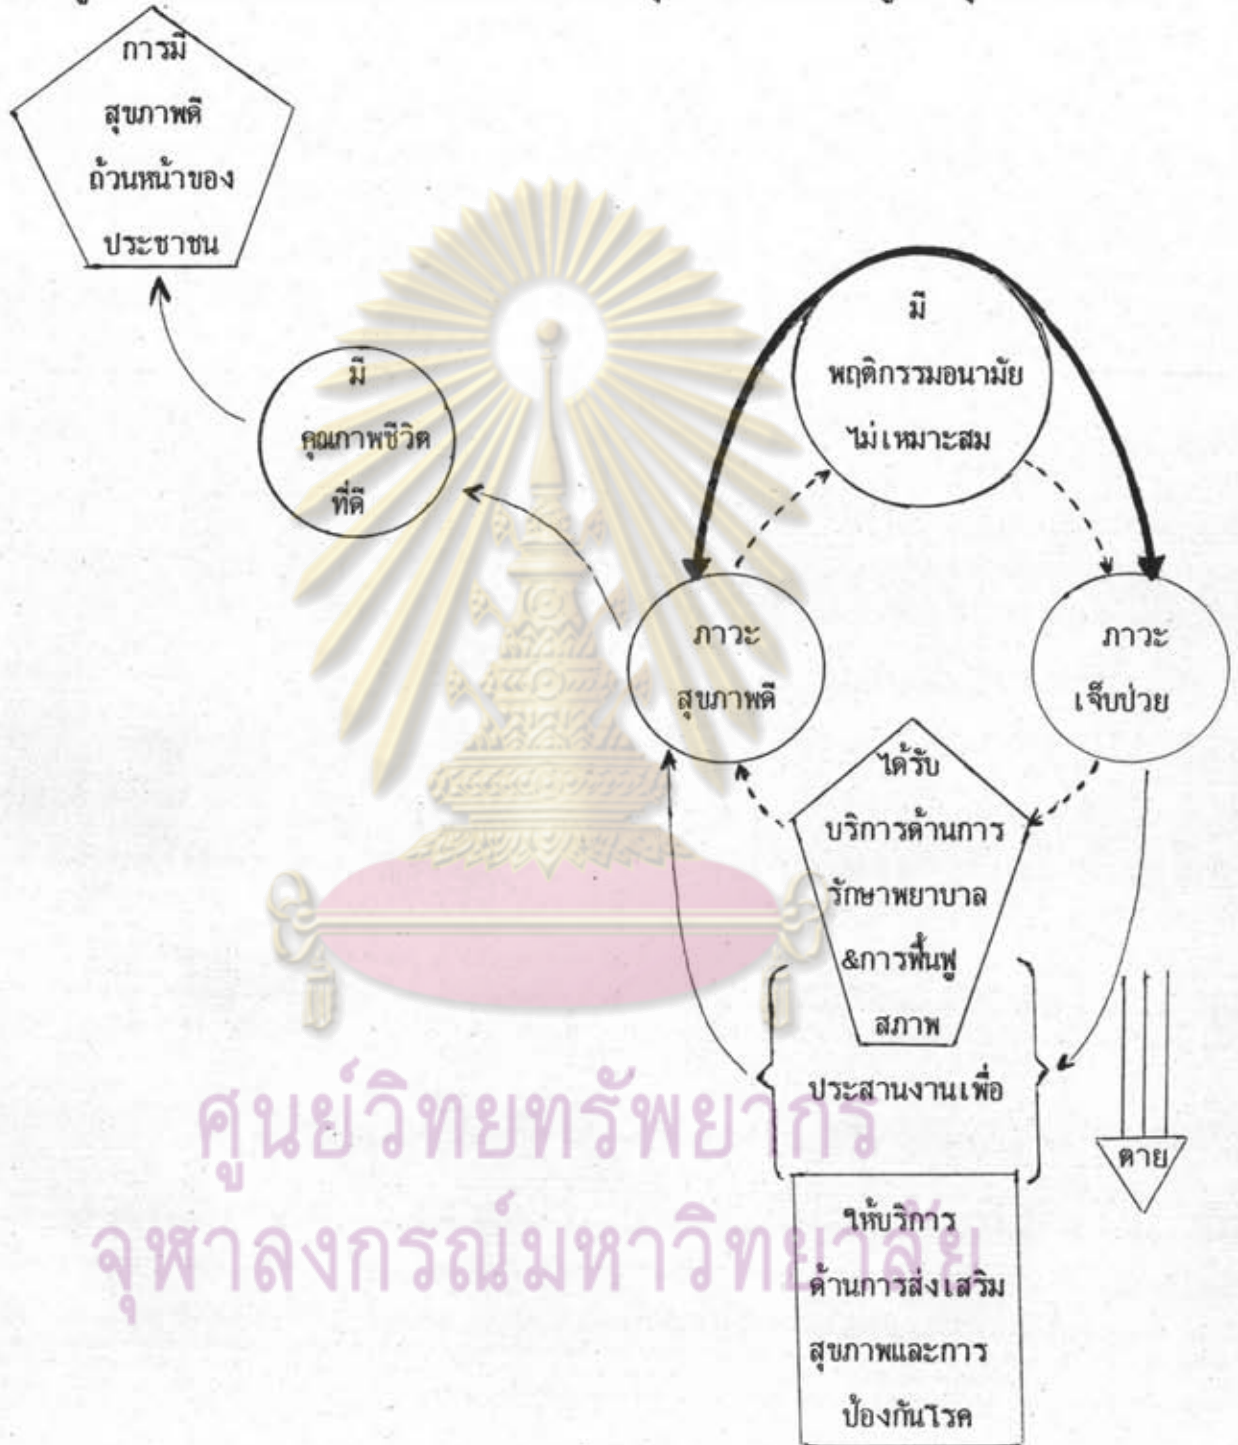 การมี
สุขภาพดี
ถ้วนหน้าของ
ประชาชน
มี
คุณภาพชีวิต
ที่ดี
มี
พฤติกรรมอนามัย
ไม่เหมาะสม
ภาวะ
สุขภาพดี
ภาวะ
เจ็บป่วย
ได้รับ
บริการด้านการ
รักษาพยาบาล
&การฟื้นฟู
สภาพ
ประสานงานเพื่อ
ตาย
ให้บริการ
ด้านการส่งเสริม
สุขภาพและการ
ป้องกันโรค
ศูนย์วิทยทรัพยากร
จุฬาลงกรณ์มหาวิทยาลัย